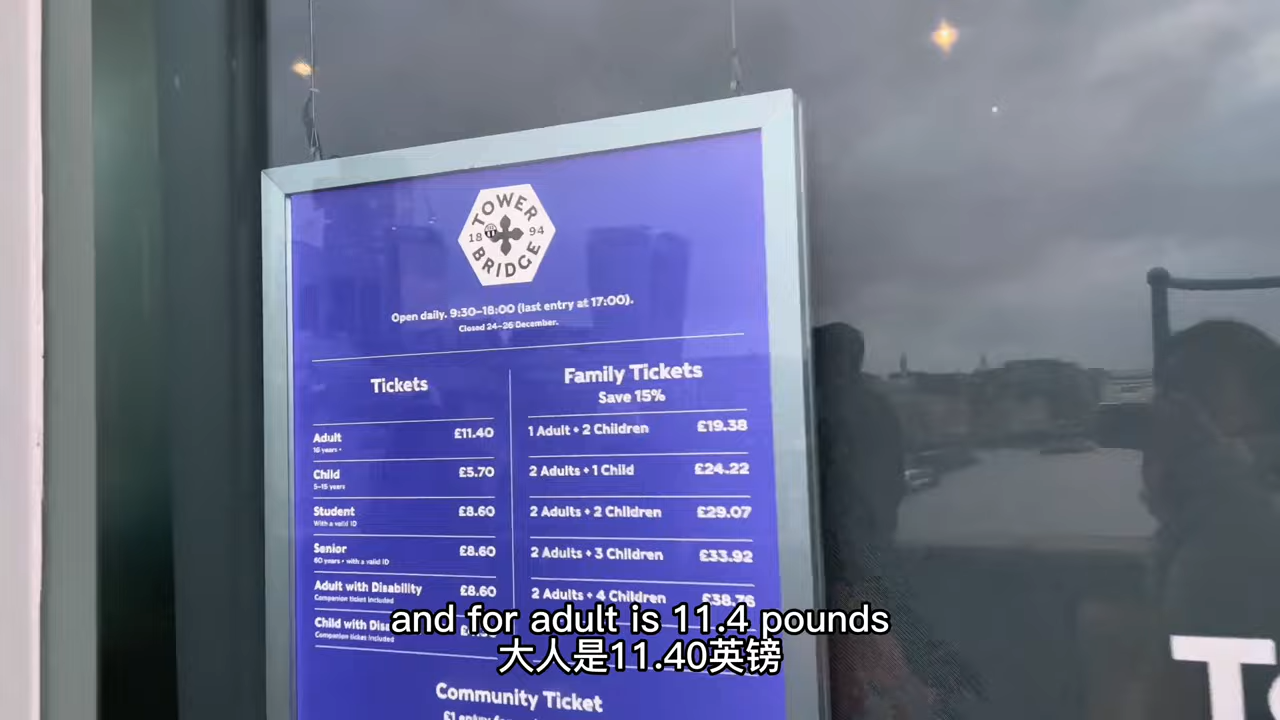 TOWER
18 94
BRIDGE
Open daily. 9:30–18:00 (last entry at 17:00).
Closed 24–26 December.
Tickets
Adult £11.40
16 years +
Child £5.70
5–15 years
Student £8.60
With a valid ID
Senior £8.60
60 years + with a valid ID
Adult with Disability £8.60
Companion ticket included
Child with
Companion ticket included
Family Tickets
Save 15%
1 Adult + 2 Children £19.38
2 Adults + 1 Child £24.22
2 Adults + 2 Children £29.07
2 Adults + 3 Children £33.92
2 Adults + 4 Children £38.76
Community Ticket
£1 entry
and for adult is 11.4 pounds
大人是11.40英镑